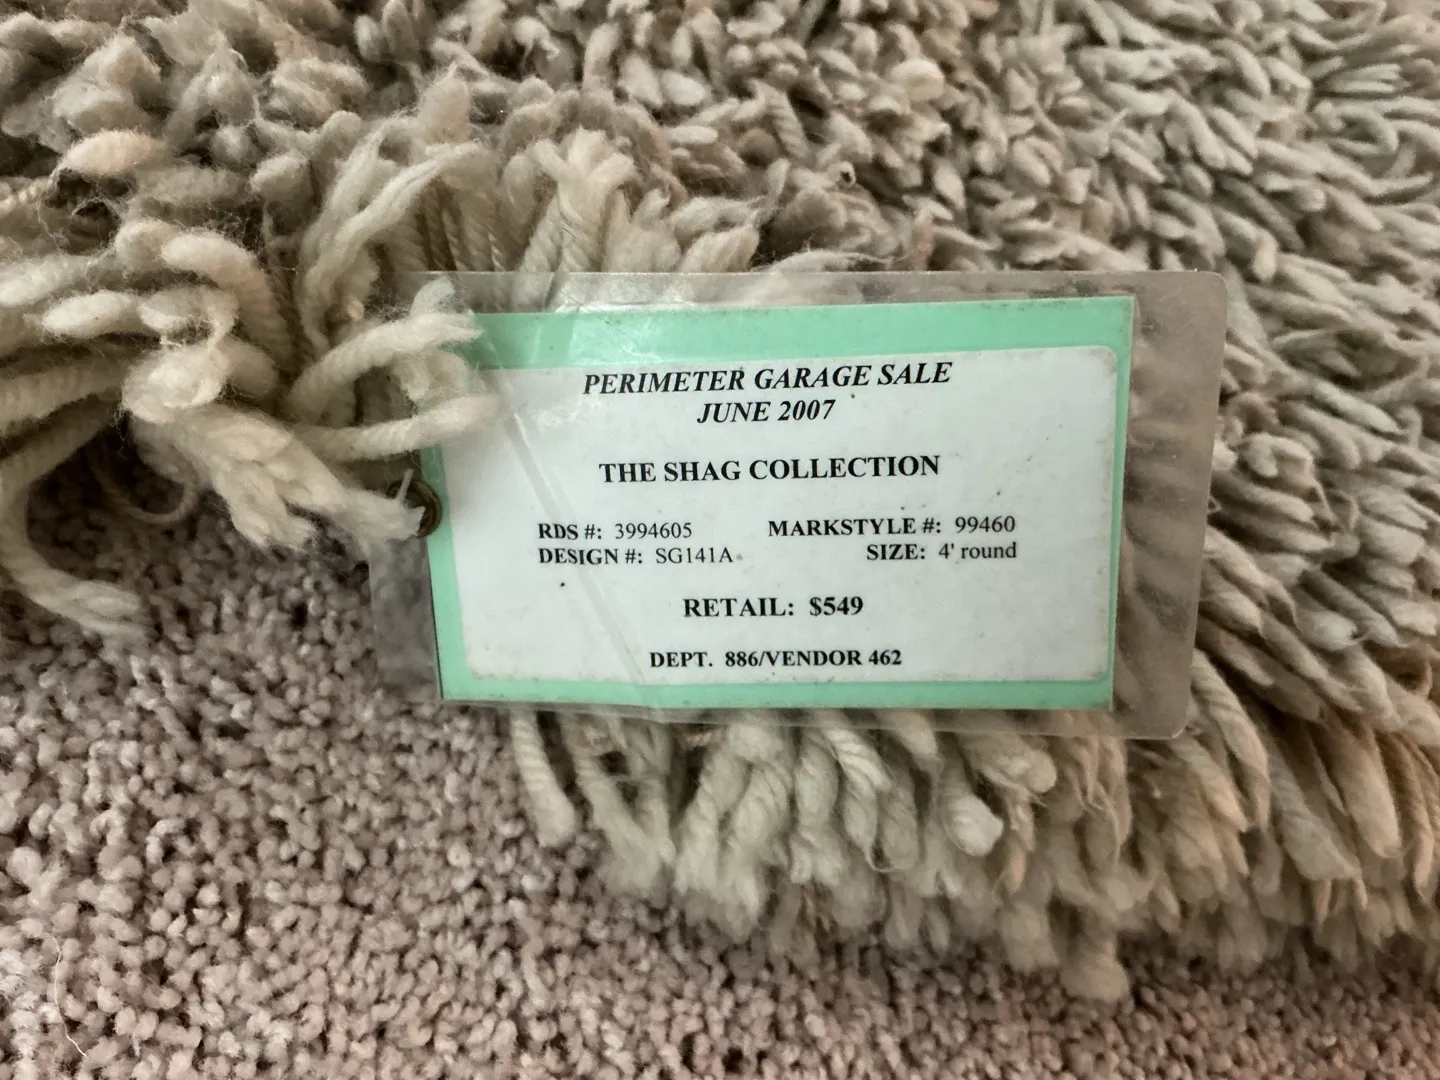 PERIMETER GARAGE SALE
JUNE 2007
THE SHAG COLLECTION
RDS #: 3994605 MARKSTYLE #: 99460
DESIGN #: SG141A SIZE: 4' round
RETAIL: $549
DEPT. 886/VENDOR 462